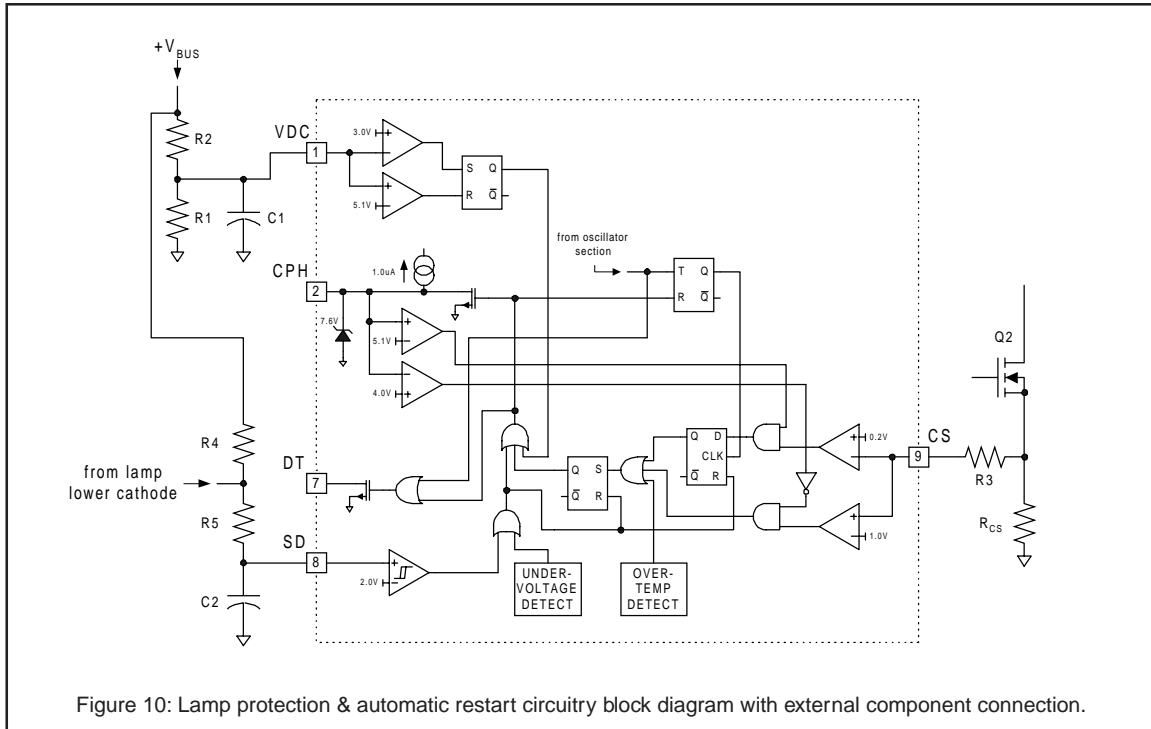 +VBUS
R2
VDC
1
3.0V
+
–
S Q
R Q̅
+
5.1V
–
R1
C1
CPH
2
1.0uA
7.6V
from oscillator
section
T Q
R Q̅
+
5.1V
–
–
4.0V
+
Q2
R4
from lamp
lower cathode
DT
7
Q S
Q̅ R
Q D
CLK
Q̅ R
+
0.2V
–
CS
9
R3
+
1.0V
–
RCS
R5
SD
8
+
2.0V
–
C2
UNDER-
VOLTAGE
DETECT
OVER-
TEMP
DETECT
Figure 10: Lamp protection & automatic restart circuitry block diagram with external component connection.